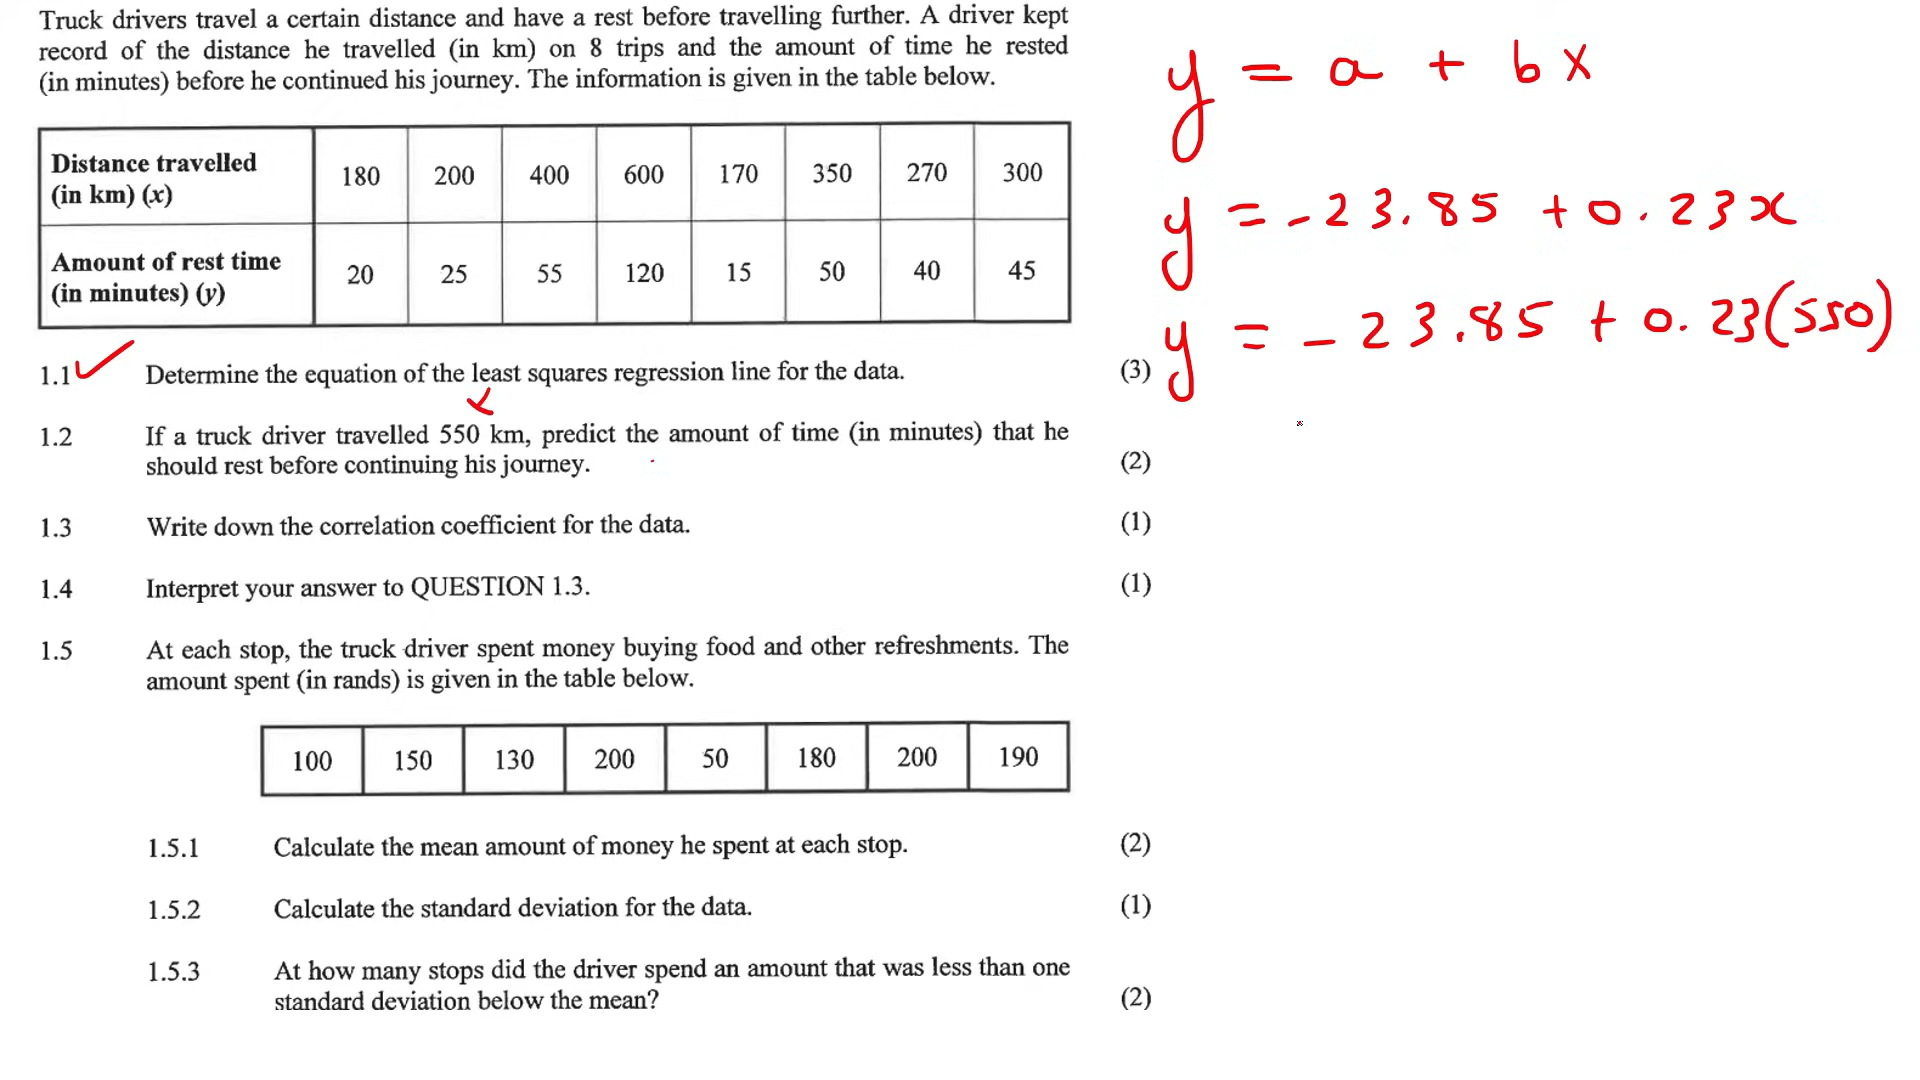 Truck drivers travel a certain distance and have a rest before travelling further. A driver kept
record of the distance he travelled (in km) on 8 trips and the amount of time he rested
(in minutes) before he continued his journey. The information is given in the table below.
Distance travelled
(in km) (x) 180 200 400 600 170 350 270 300
Amount of rest time
(in minutes) (y) 20 25 55 120 15 50 40 45
1.1 Determine the equation of the least squares regression line for the data. (3)
1.2 If a truck driver travelled 550 km, predict the amount of time (in minutes) that he
should rest before continuing his journey. (2)
1.3 Write down the correlation coefficient for the data. (1)
1.4 Interpret your answer to QUESTION 1.3. (1)
1.5 At each stop, the truck driver spent money buying food and other refreshments. The
amount spent (in rands) is given in the table below.
100 150 130 200 50 180 200 190
1.5.1 Calculate the mean amount of money he spent at each stop. (2)
1.5.2 Calculate the standard deviation for the data. (1)
1.5.3 At how many stops did the driver spend an amount that was less than one
standard deviation below the mean? (2)
y = a + bx
y = -23.85 + 0.23x
y = -23.85 + 0.23(550)
x